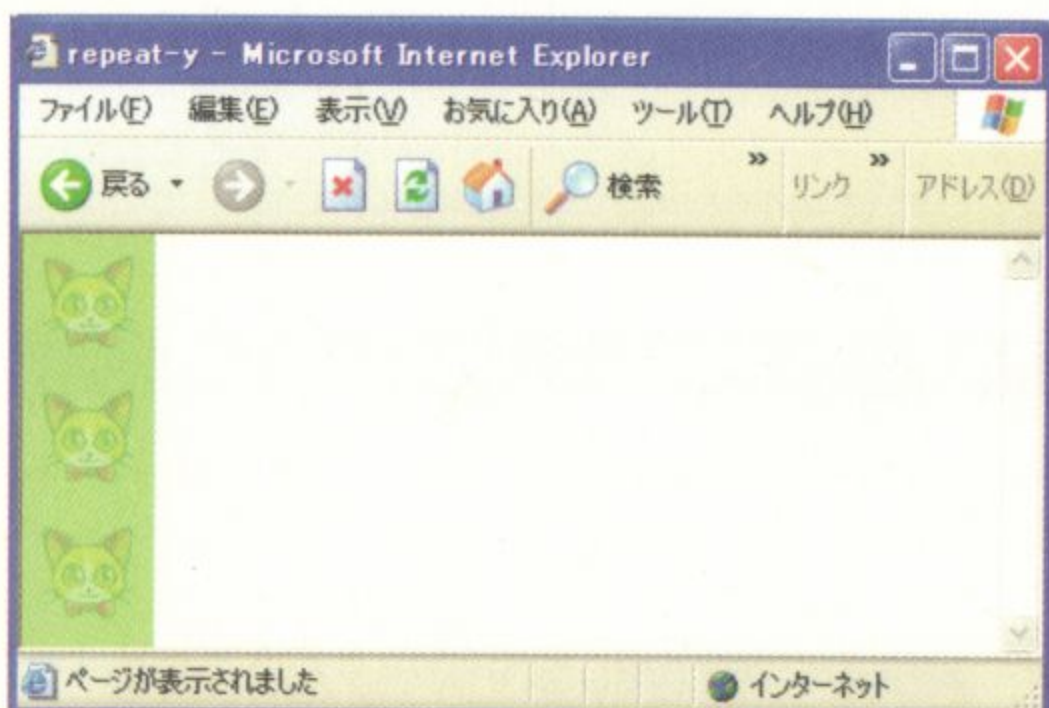 repeat-y - Microsoft Internet Explorer
ファイル(F) 編集(E) 表示(V) お気に入り(A) ツール(T) ヘルプ(H)
戻る 検索 » リンク » アドレス(D)
ページが表示されました インターネット